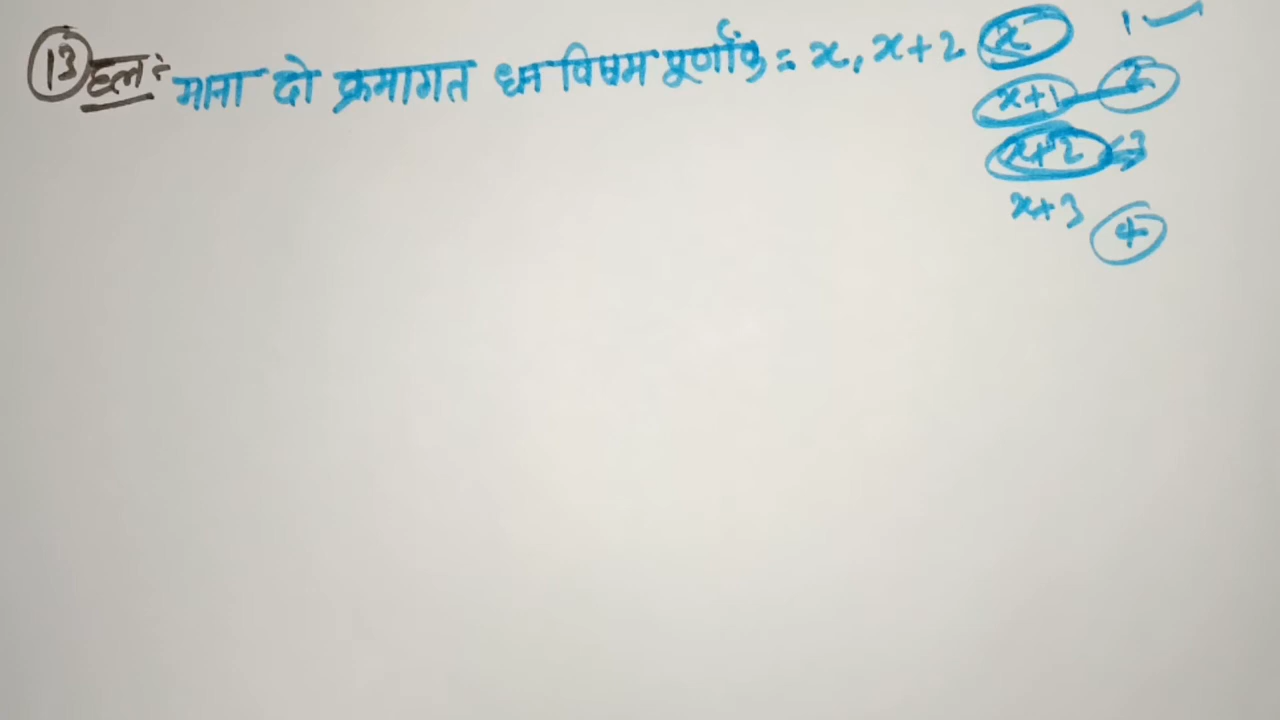 13 हल :- माना दो क्रमागत धन विषम पूर्णांक = x, x+2
x 1
x+1 2
x+2 3
x+3 4